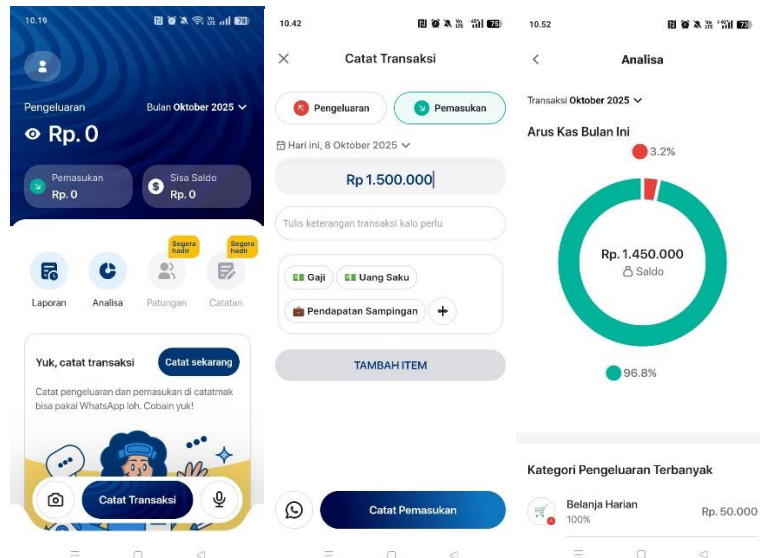 10.19
70
Pengeluaran
Bulan Oktober 2025
Rp. 0
Pemasukan
Rp. 0
Sisa Saldo
Rp. 0
Segera hadir
Segera hadir
Laporan
Analisa
Patungan
Catatan
Yuk, catat transaksi
Catat sekarang
Catat pengeluaran dan pemasukan di catatmak
bisa pakai WhatsApp loh. Cobain yuk!
Catat Transaksi
10.42
Catat Transaksi
Pengeluaran
Pemasukan
Hari ini, 8 Oktober 2025
Rp 1.500.000
Tulis keterangan transaksi kalo perlu
Gaji
Uang Saku
Pendapatan Sampingan
TAMBAH ITEM
Catat Pemasukan
10.52
Analisa
Transaksi Oktober 2025
Arus Kas Bulan Ini
3.2%
Rp. 1.450.000
Saldo
96.8%
Kategori Pengeluaran Terbanyak
Belanja Harian
Rp. 50.000
100%